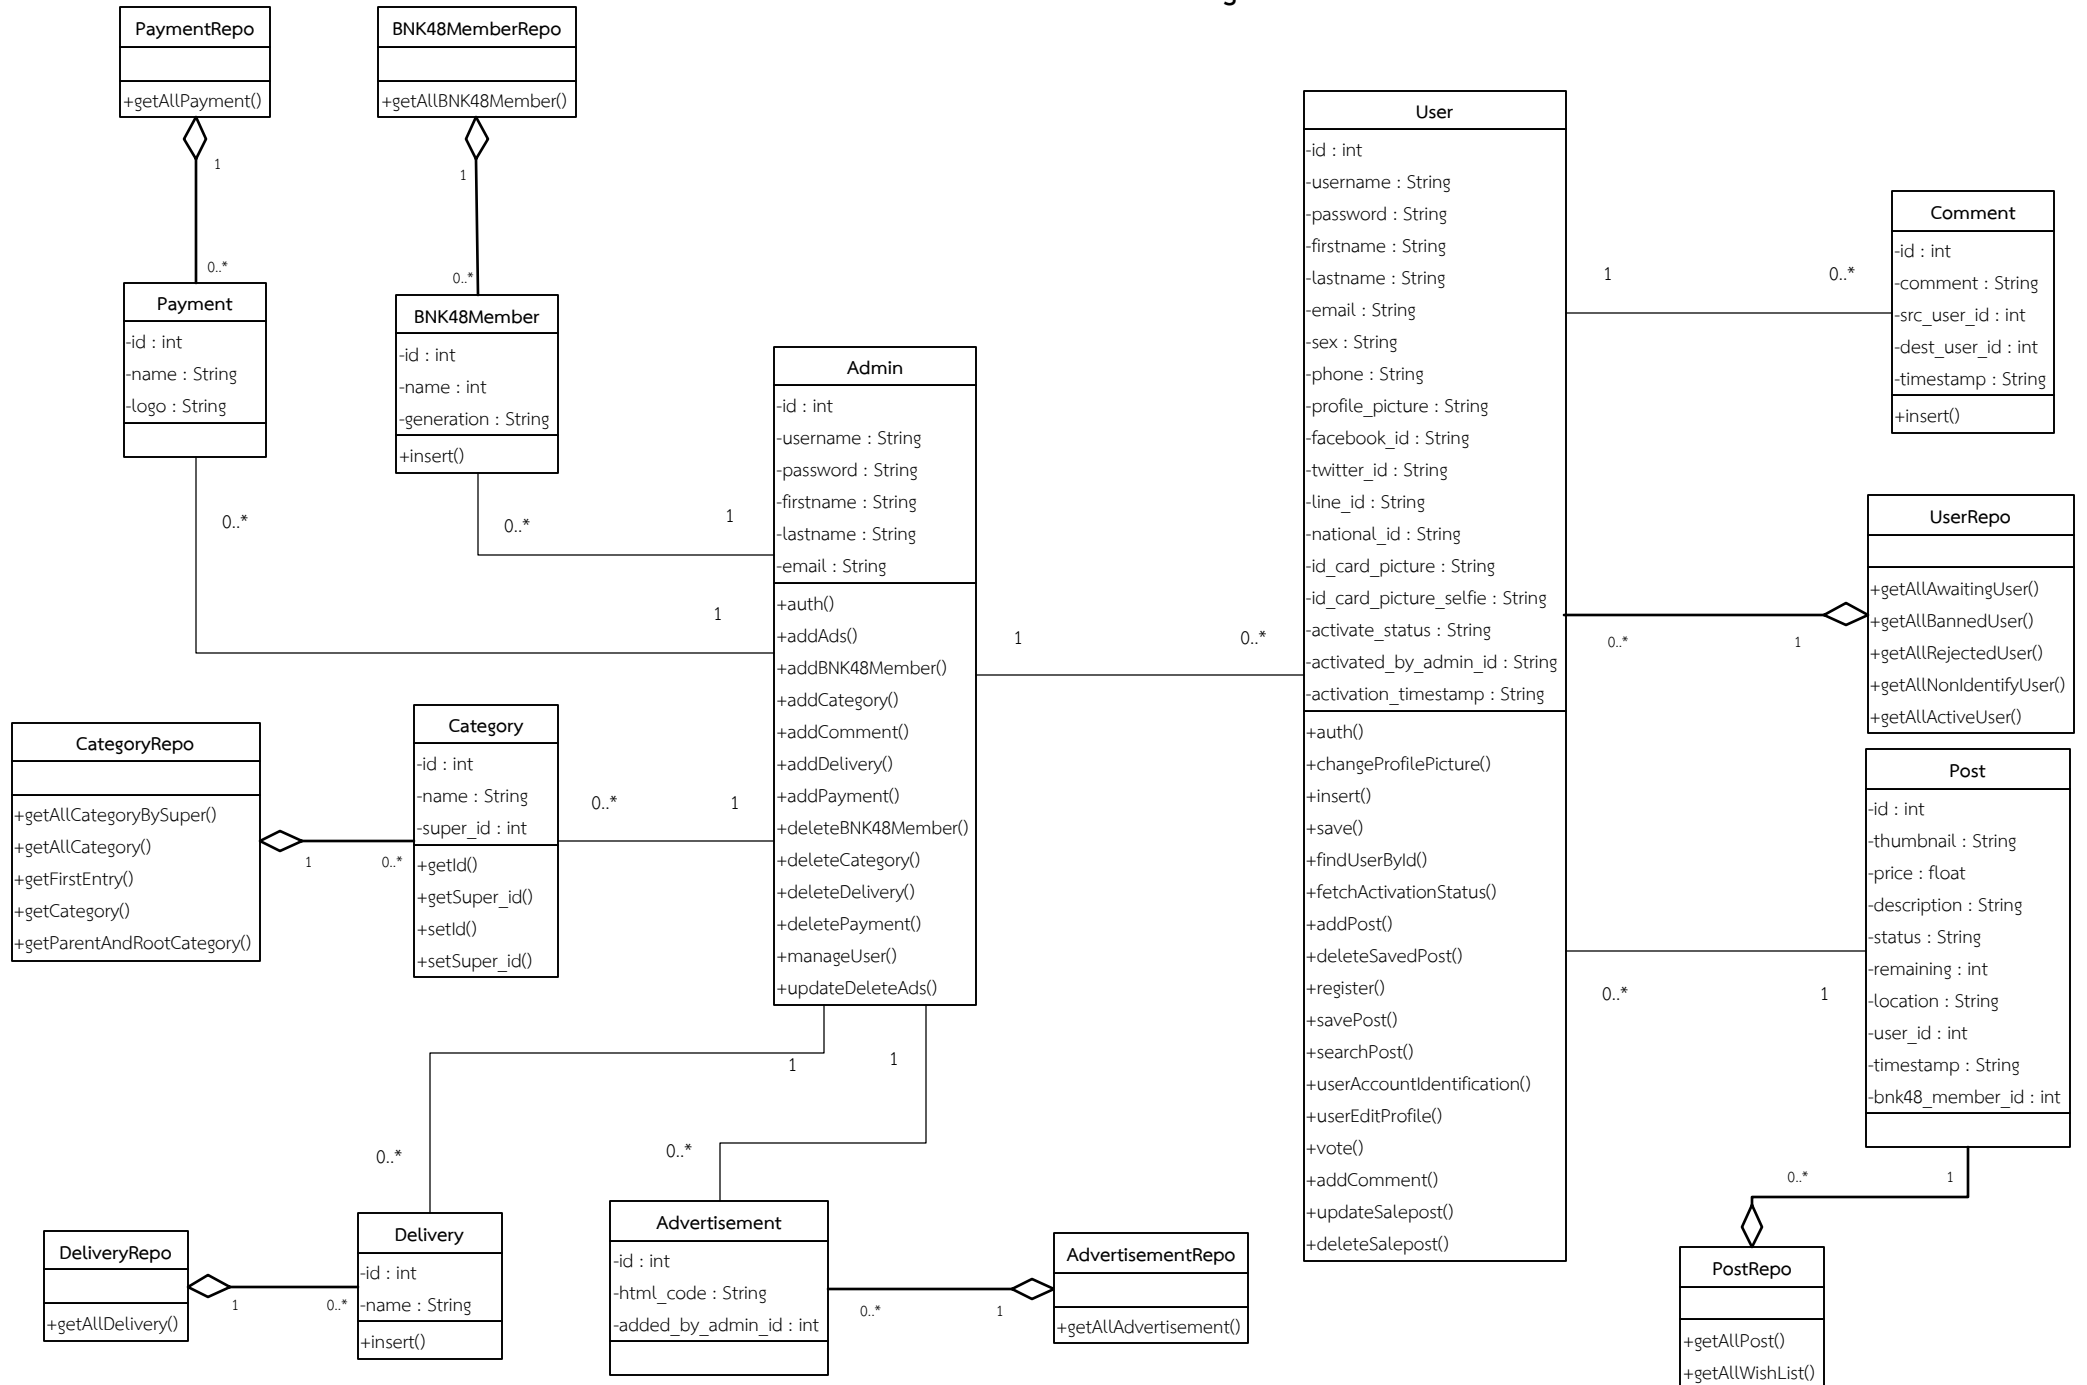 PaymentRepo
+getAllPayment()
1
0..*
BNK48MemberRepo
+getAllBNK48Member()
1
0..*
Payment
-id : int
-name : String
-logo : String
0..*
1
BNK48Member
-id : int
-name : int
-generation : String
+insert()
0..*
1
Admin
-id : int
-username : String
-password : String
-firstname : String
-lastname : String
-email : String
+auth()
+addAds()
+addBNK48Member()
+addCategory()
+addComment()
+addDelivery()
+addPayment()
+deleteBNK48Member()
+deleteCategory()
+deleteDelivery()
+deletePayment()
+manageUser()
+updateDeleteAds()
1
0..*
User
-id : int
-username : String
-password : String
-firstname : String
-lastname : String
-email : String
-sex : String
-phone : String
-profile_picture : String
-facebook_id : String
-twitter_id : String
-line_id : String
-national_id : String
-id_card_picture : String
-id_card_picture_selfie : String
-activate_status : String
-activated_by_admin_id : String
-activation_timestamp : String
+auth()
+changeProfilePicture()
+insert()
+save()
+findUserById()
+fetchActivationStatus()
+addPost()
+deleteSavedPost()
+register()
+savePost()
+searchPost()
+userAccountIdentification()
+userEditProfile()
+vote()
+addComment()
+updateSalepost()
+deleteSalepost()
1
0..*
Comment
-id : int
-comment : String
-src_user_id : int
-dest_user_id : int
-timestamp : String
+insert()
0..*
1
UserRepo
+getAllAwaitingUser()
+getAllBannedUser()
+getAllRejectedUser()
+getAllNonIdentifyUser()
+getAllActiveUser()
0..*
1
Post
-id : int
-thumbnail : String
-price : float
-description : String
-status : String
-remaining : int
-location : String
-user_id : int
-timestamp : String
-bnk48_member_id : int
0..*
1
PostRepo
+getAllPost()
+getAllWishList()
CategoryRepo
+getAllCategoryBySuper()
+getAllCategory()
+getFirstEntry()
+getCategory()
+getParentAndRootCategory()
1
0..*
Category
-id : int
-name : String
-super_id : int
+getId()
+getSuper_id()
+setId()
+setSuper_id()
0..*
1
1
0..*
1
0..*
DeliveryRepo
+getAllDelivery()
1
0..*
Delivery
-id : int
-name : String
+insert()
Advertisement
-id : int
-html_code : String
-added_by_admin_id : int
0..*
1
AdvertisementRepo
+getAllAdvertisement()